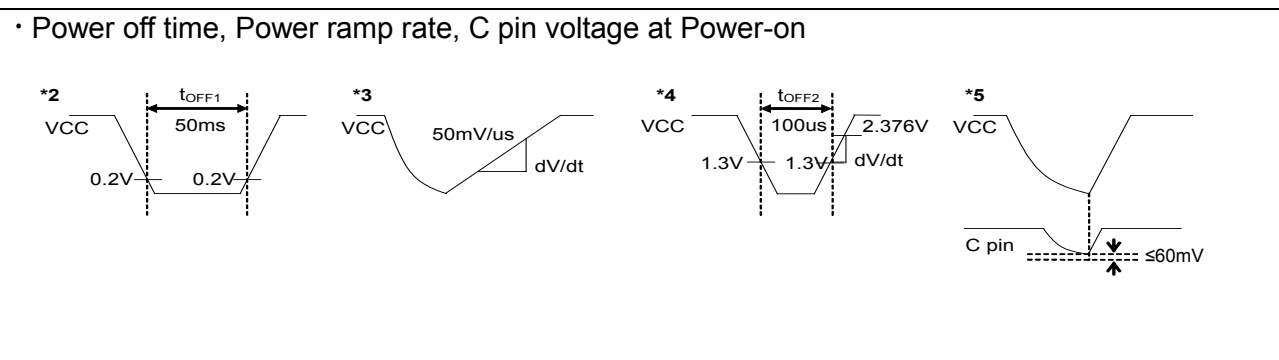 · Power off time, Power ramp rate, C pin voltage at Power-on
*2
tOFF1
VCC
50ms
0.2V
0.2V
*3
VCC
50mV/us
dV/dt
*4
tOFF2
VCC
100us
2.376V
1.3V
1.3V
dV/dt
*5
VCC
C pin
≤60mV